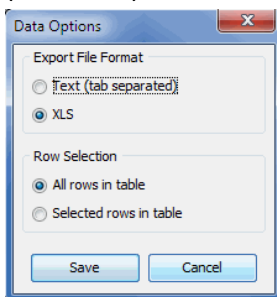 Data Options
Export File Format
Text (tab separated)
XLS
Row Selection
All rows in table
Selected rows in table
Save Cancel